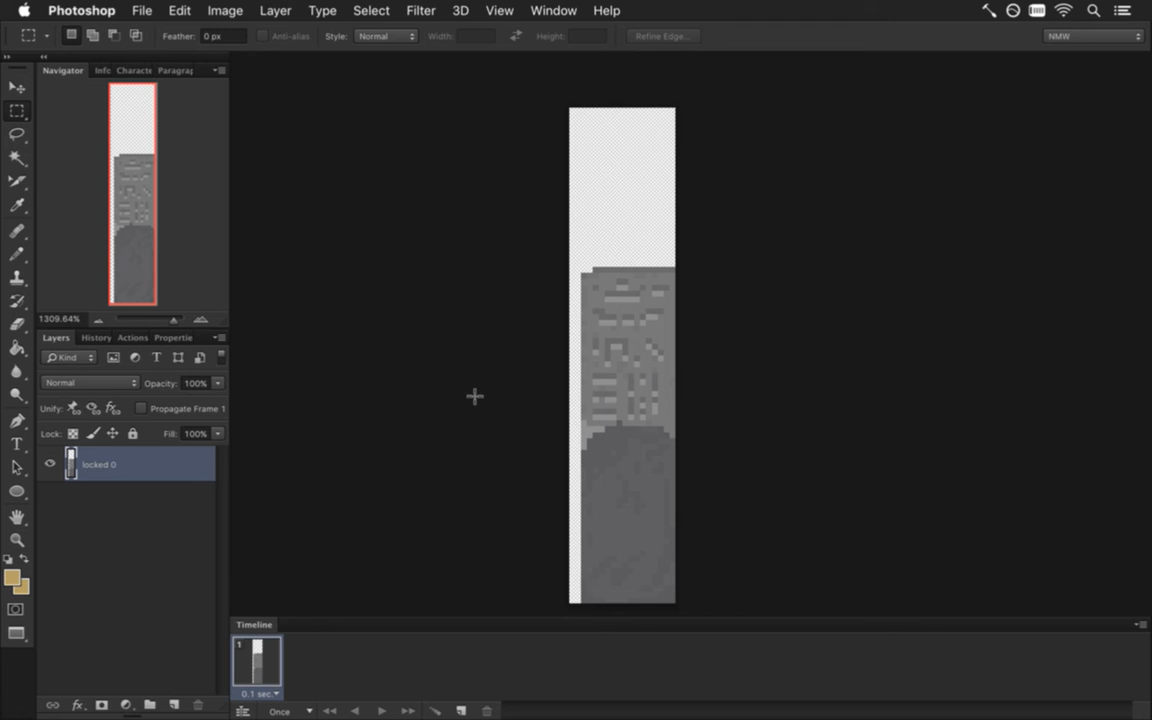 Photoshop File Edit Image Layer Type Select Filter 3D View Window Help
Feather: 0 px Anti-alias Style: Normal Width: Height: Refine Edge... NMW
Navigator Info Characte Paragrap
1309.64%
Layers History Actions Propertie
Kind
Normal Opacity: 100%
Unify: Propagate Frame 1
Lock: Fill: 100%
locked 0
Timeline
1
0.1 sec.
Once